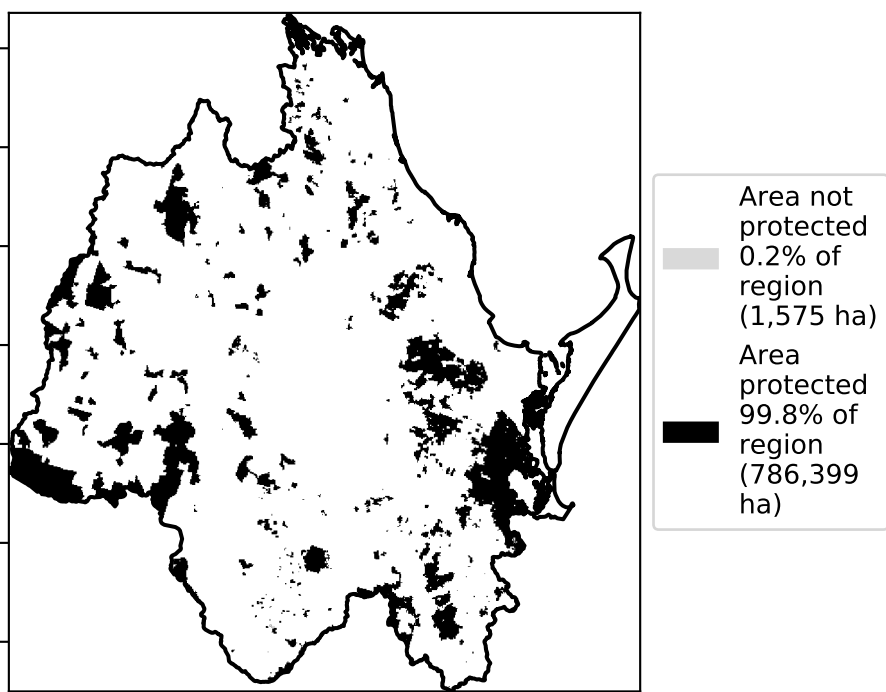 Area not
protected
0.2% of
region
(1,575 ha)
Area
protected
99.8% of
region
(786,399
ha)